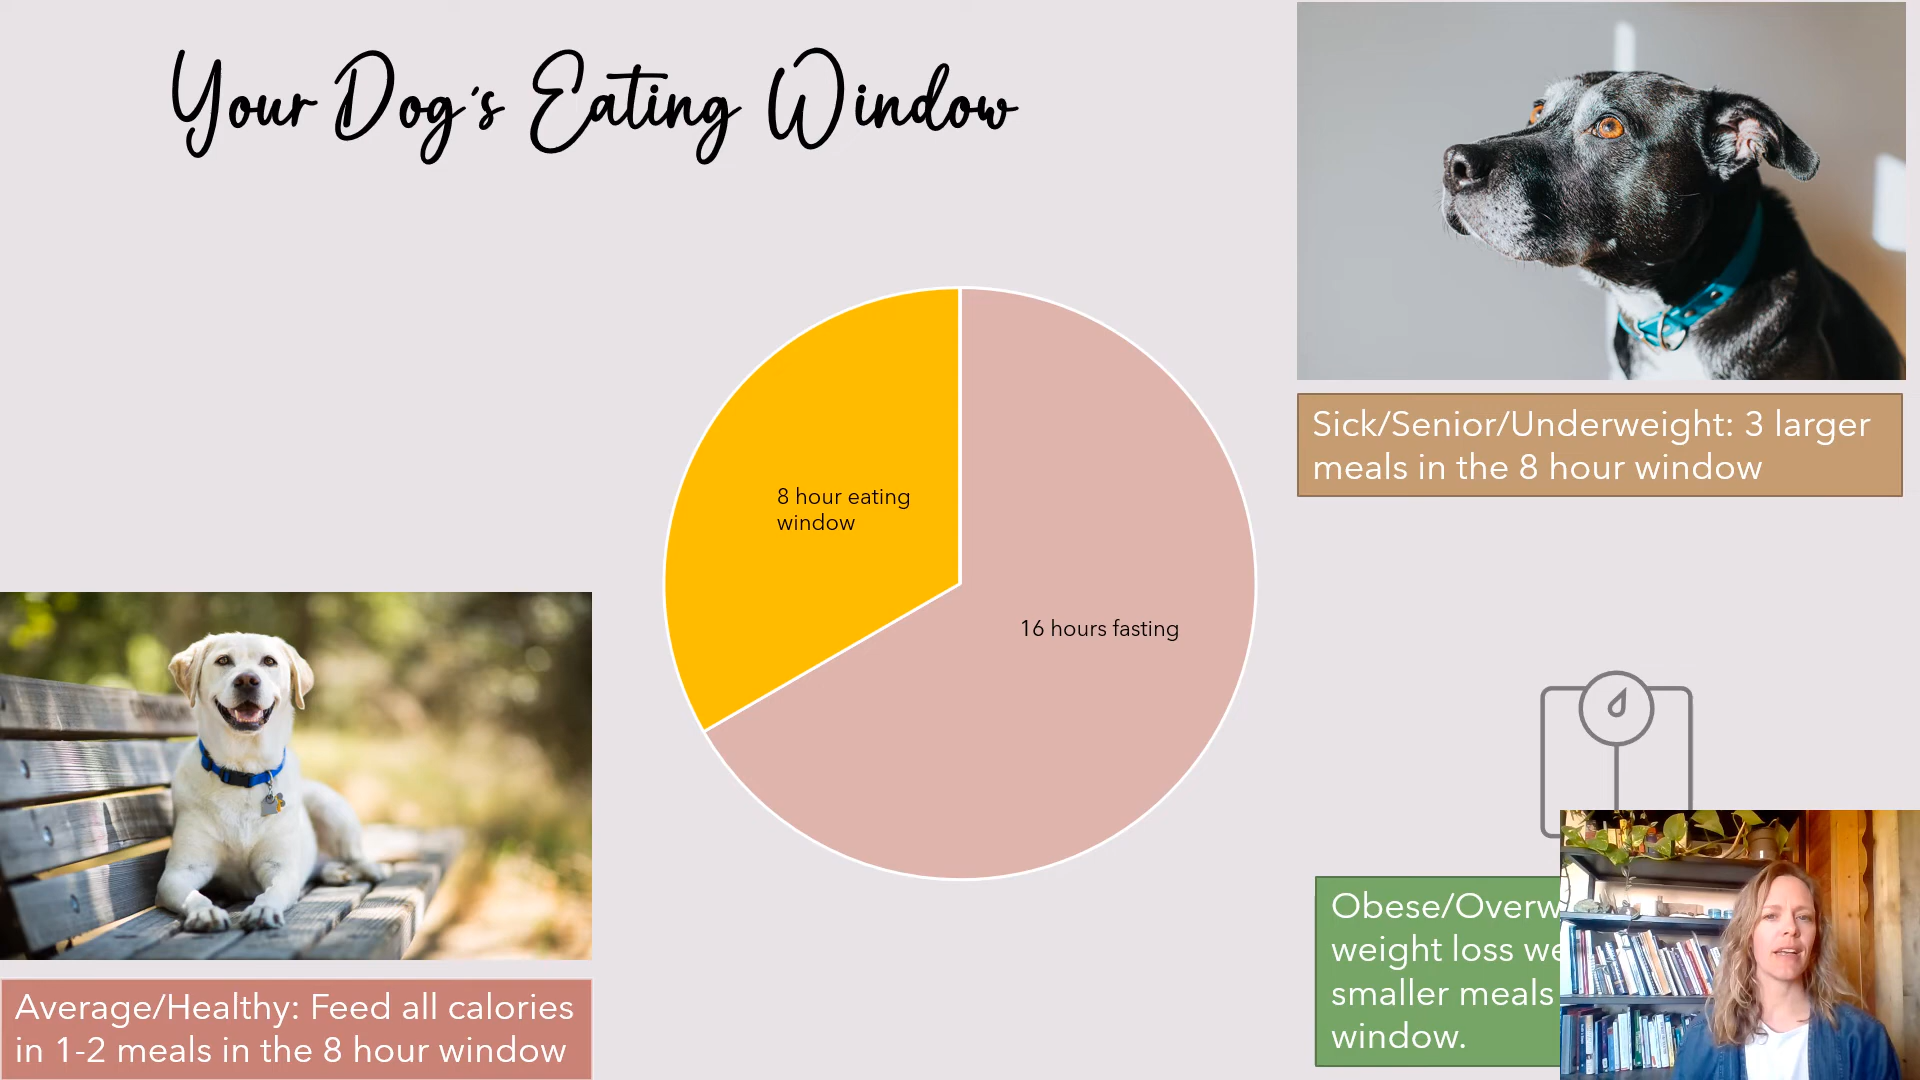 Your Dog's Eating Window
Sick/Senior/Underweight: 3 larger
meals in the 8 hour window
8 hour eating
window
16 hours fasting
Average/Healthy: Feed all calories
in 1-2 meals in the 8 hour window
Obese/
weight loss
smaller meals
window.